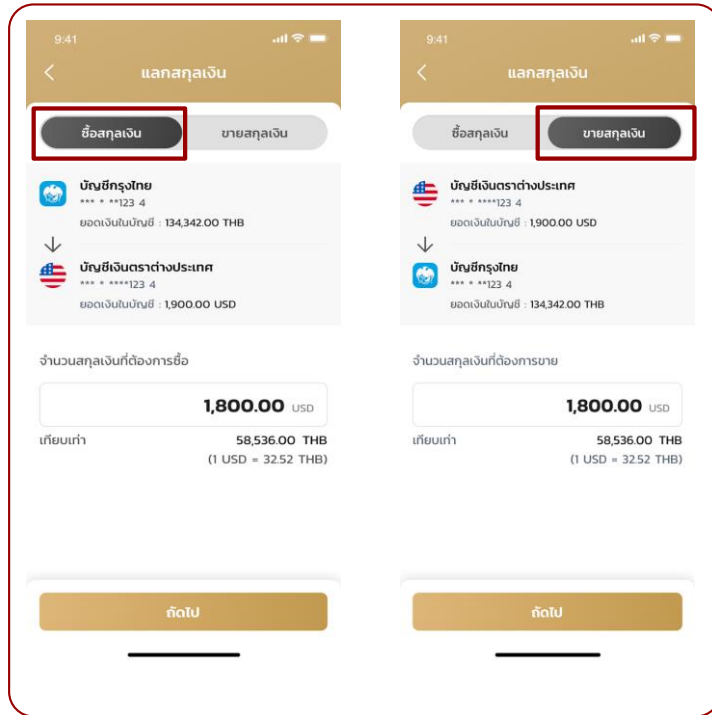 9:41
แลกสกุลเงิน
ซื้อสกุลเงิน
ขายสกุลเงิน
บัญชีกรุงไทย
*** * **123 4
ยอดเงินในบัญชี : 134,342.00 THB
บัญชีเงินตราต่างประเทศ
*** * ****123 4
ยอดเงินในบัญชี : 1,900.00 USD
จำนวนสกุลเงินที่ต้องการซื้อ
1,800.00 USD
เทียบเท่า 58,536.00 THB
(1 USD = 32.52 THB)
ถัดไป
9:41
แลกสกุลเงิน
ซื้อสกุลเงิน
ขายสกุลเงิน
บัญชีเงินตราต่างประเทศ
*** * ****123 4
ยอดเงินในบัญชี : 1,900.00 USD
บัญชีกรุงไทย
*** * **123 4
ยอดเงินในบัญชี : 134,342.00 THB
จำนวนสกุลเงินที่ต้องการขาย
1,800.00 USD
เทียบเท่า 58,536.00 THB
(1 USD = 32.52 THB)
ถัดไป